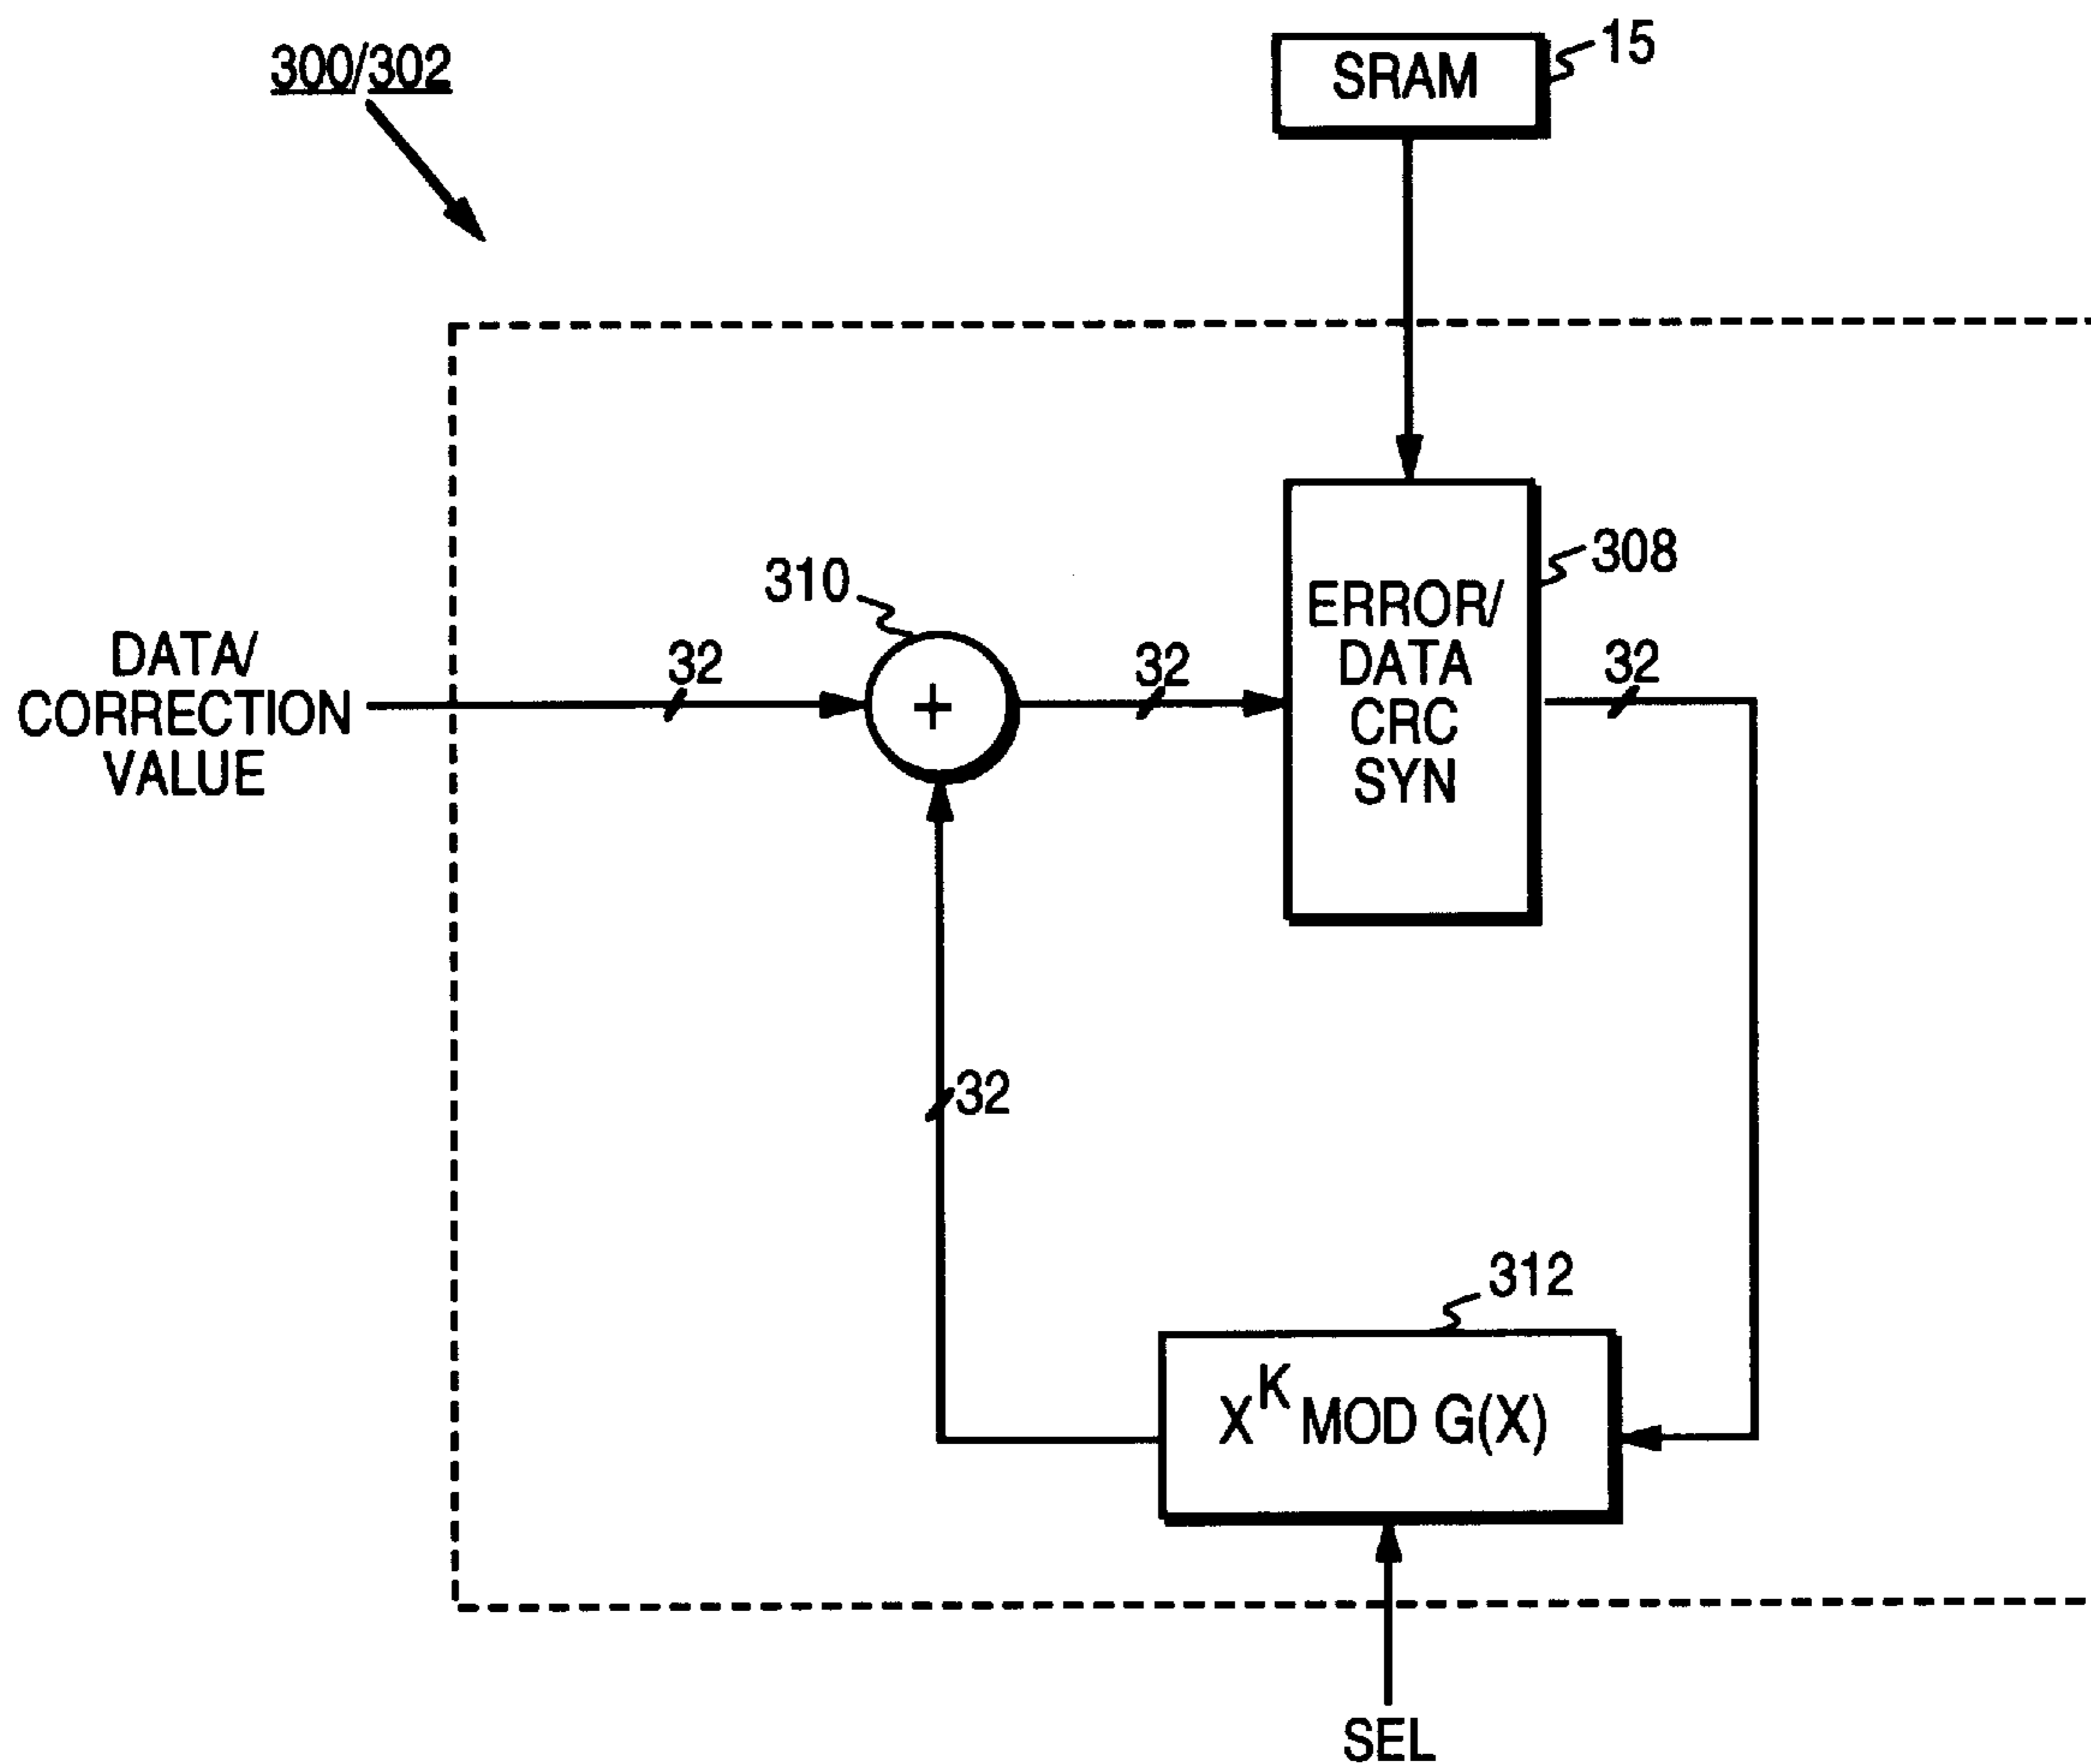 300/302
SRAM
15
310
308
DATA/
CORRECTION
VALUE
32
32
ERROR/
DATA
CRC
SYN
32
+
32
312
X^K MOD G(X)
SEL